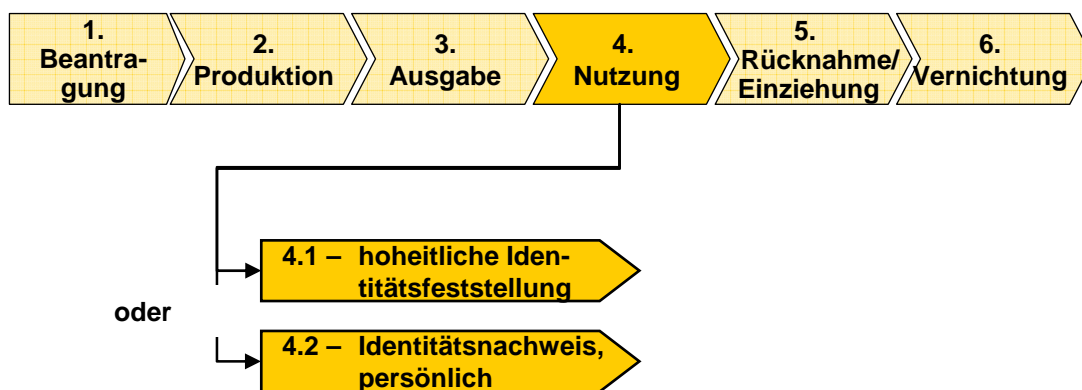 1.
Beantra-
gung
2.
Produktion
3.
Ausgabe
4.
Nutzung
5.
Rücknahme/
Einziehung
6.
Vernichtung
4.1 – hoheitliche Iden-
titätsfeststellung
oder
4.2 – Identitätsnachweis,
persönlich